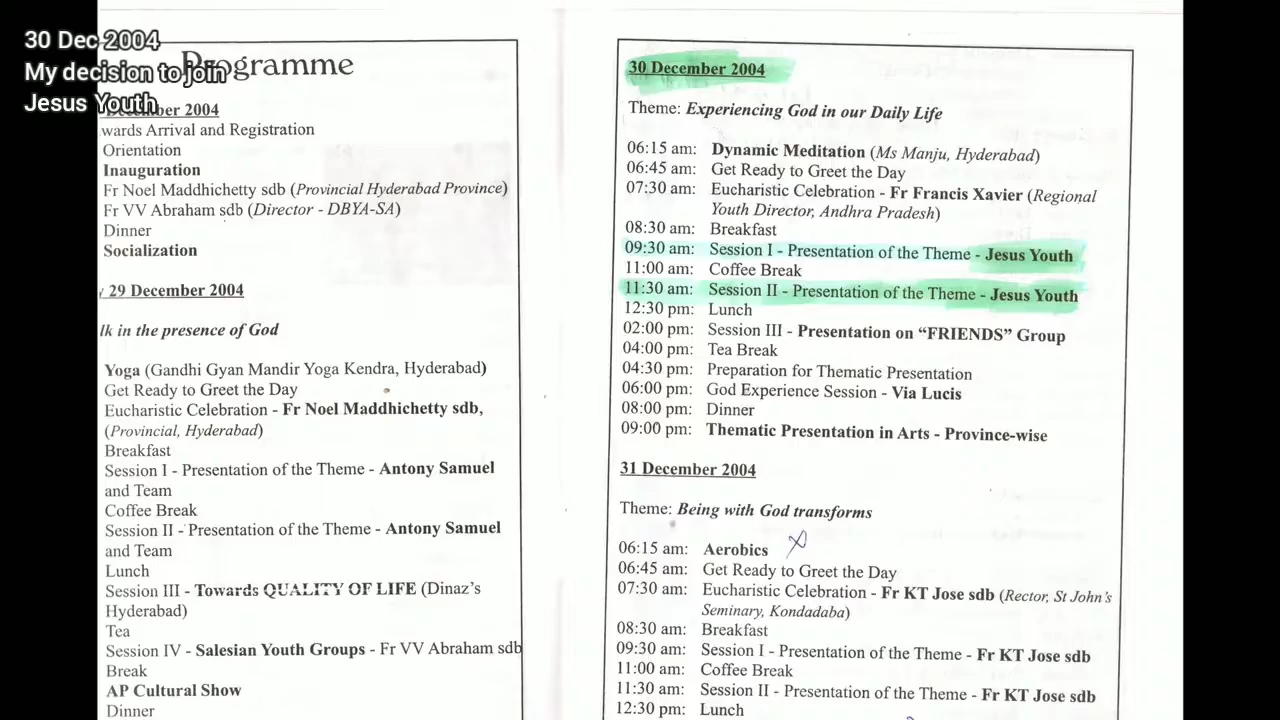 30 Dec 2004
My decision to join
Jesus Youth
Programme
December 2004
wards Arrival and Registration
Orientation
Inauguration
Fr Noel Maddhichetty sdb (Provincial Hyderabad Province)
Fr VV Abraham sdb (Director - DBYA-SA)
Dinner
Socialization
29 December 2004
lk in the presence of God
Yoga (Gandhi Gyan Mandir Yoga Kendra, Hyderabad)
Get Ready to Greet the Day
Eucharistic Celebration - Fr Noel Maddhichetty sdb,
(Provincial, Hyderabad)
Breakfast
Session I - Presentation of the Theme - Antony Samuel
and Team
Coffee Break
Session II - Presentation of the Theme - Antony Samuel
and Team
Lunch
Session III - Towards QUALITY OF LIFE (Dinaz's
Hyderabad)
Tea
Session IV - Salesian Youth Groups - Fr VV Abraham sdb
Break
AP Cultural Show
Dinner
30 December 2004
Theme: Experiencing God in our Daily Life
06:15 am: Dynamic Meditation (Ms Manju, Hyderabad)
06:45 am: Get Ready to Greet the Day
07:30 am: Eucharistic Celebration - Fr Francis Xavier (Regional
Youth Director, Andhra Pradesh)
08:30 am: Breakfast
09:30 am: Session I - Presentation of the Theme - Jesus Youth
11:00 am: Coffee Break
11:30 am: Session II - Presentation of the Theme - Jesus Youth
12:30 pm: Lunch
02:00 pm: Session III - Presentation on “FRIENDS” Group
04:00 pm: Tea Break
04:30 pm: Preparation for Thematic Presentation
06:00 pm: God Experience Session - Via Lucis
08:00 pm: Dinner
09:00 pm: Thematic Presentation in Arts - Province-wise
31 December 2004
Theme: Being with God transforms
06:15 am: Aerobics
06:45 am: Get Ready to Greet the Day
07:30 am: Eucharistic Celebration - Fr KT Jose sdb (Rector, St John's
Seminary, Kondadaba)
08:30 am: Breakfast
09:30 am: Session I - Presentation of the Theme - Fr KT Jose sdb
11:00 am: Coffee Break
11:30 am: Session II - Presentation of the Theme - Fr KT Jose sdb
12:30 pm: Lunch